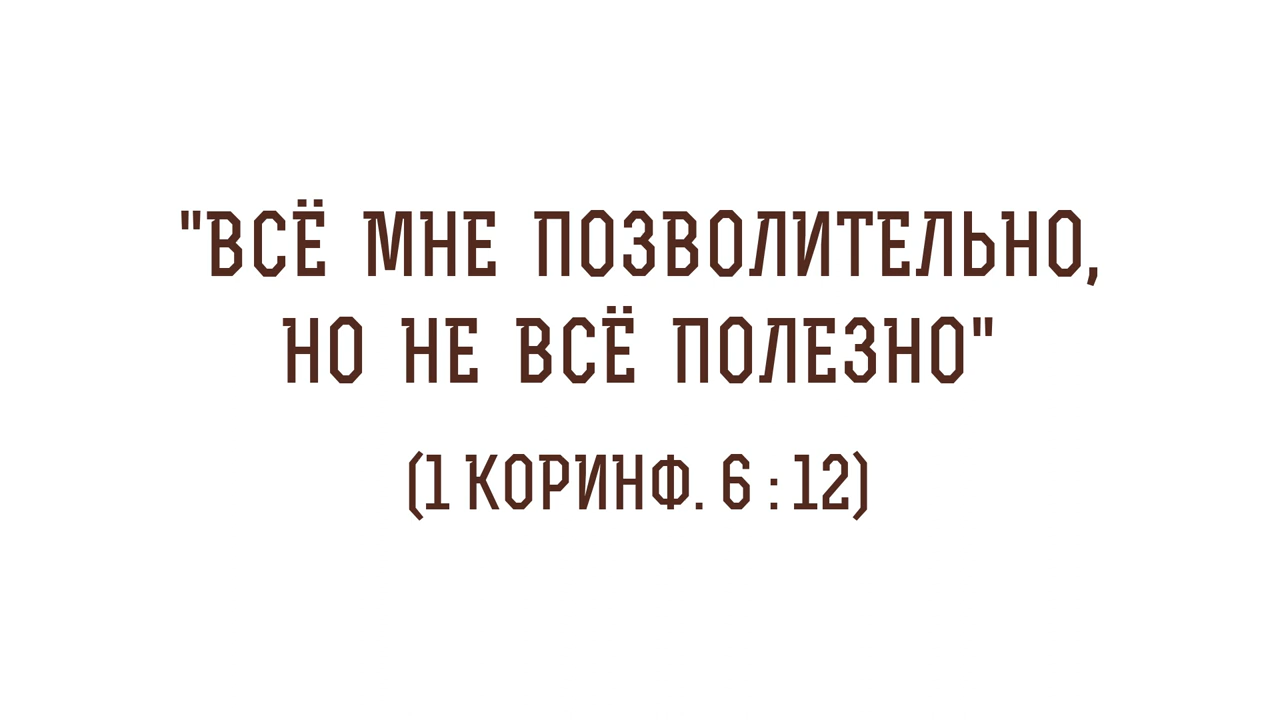 "ВСЁ МНЕ ПОЗВОЛИТЕЛЬНО,
НО НЕ ВСЁ ПОЛЕЗНО"
(1 КОРИНФ. 6 : 12)